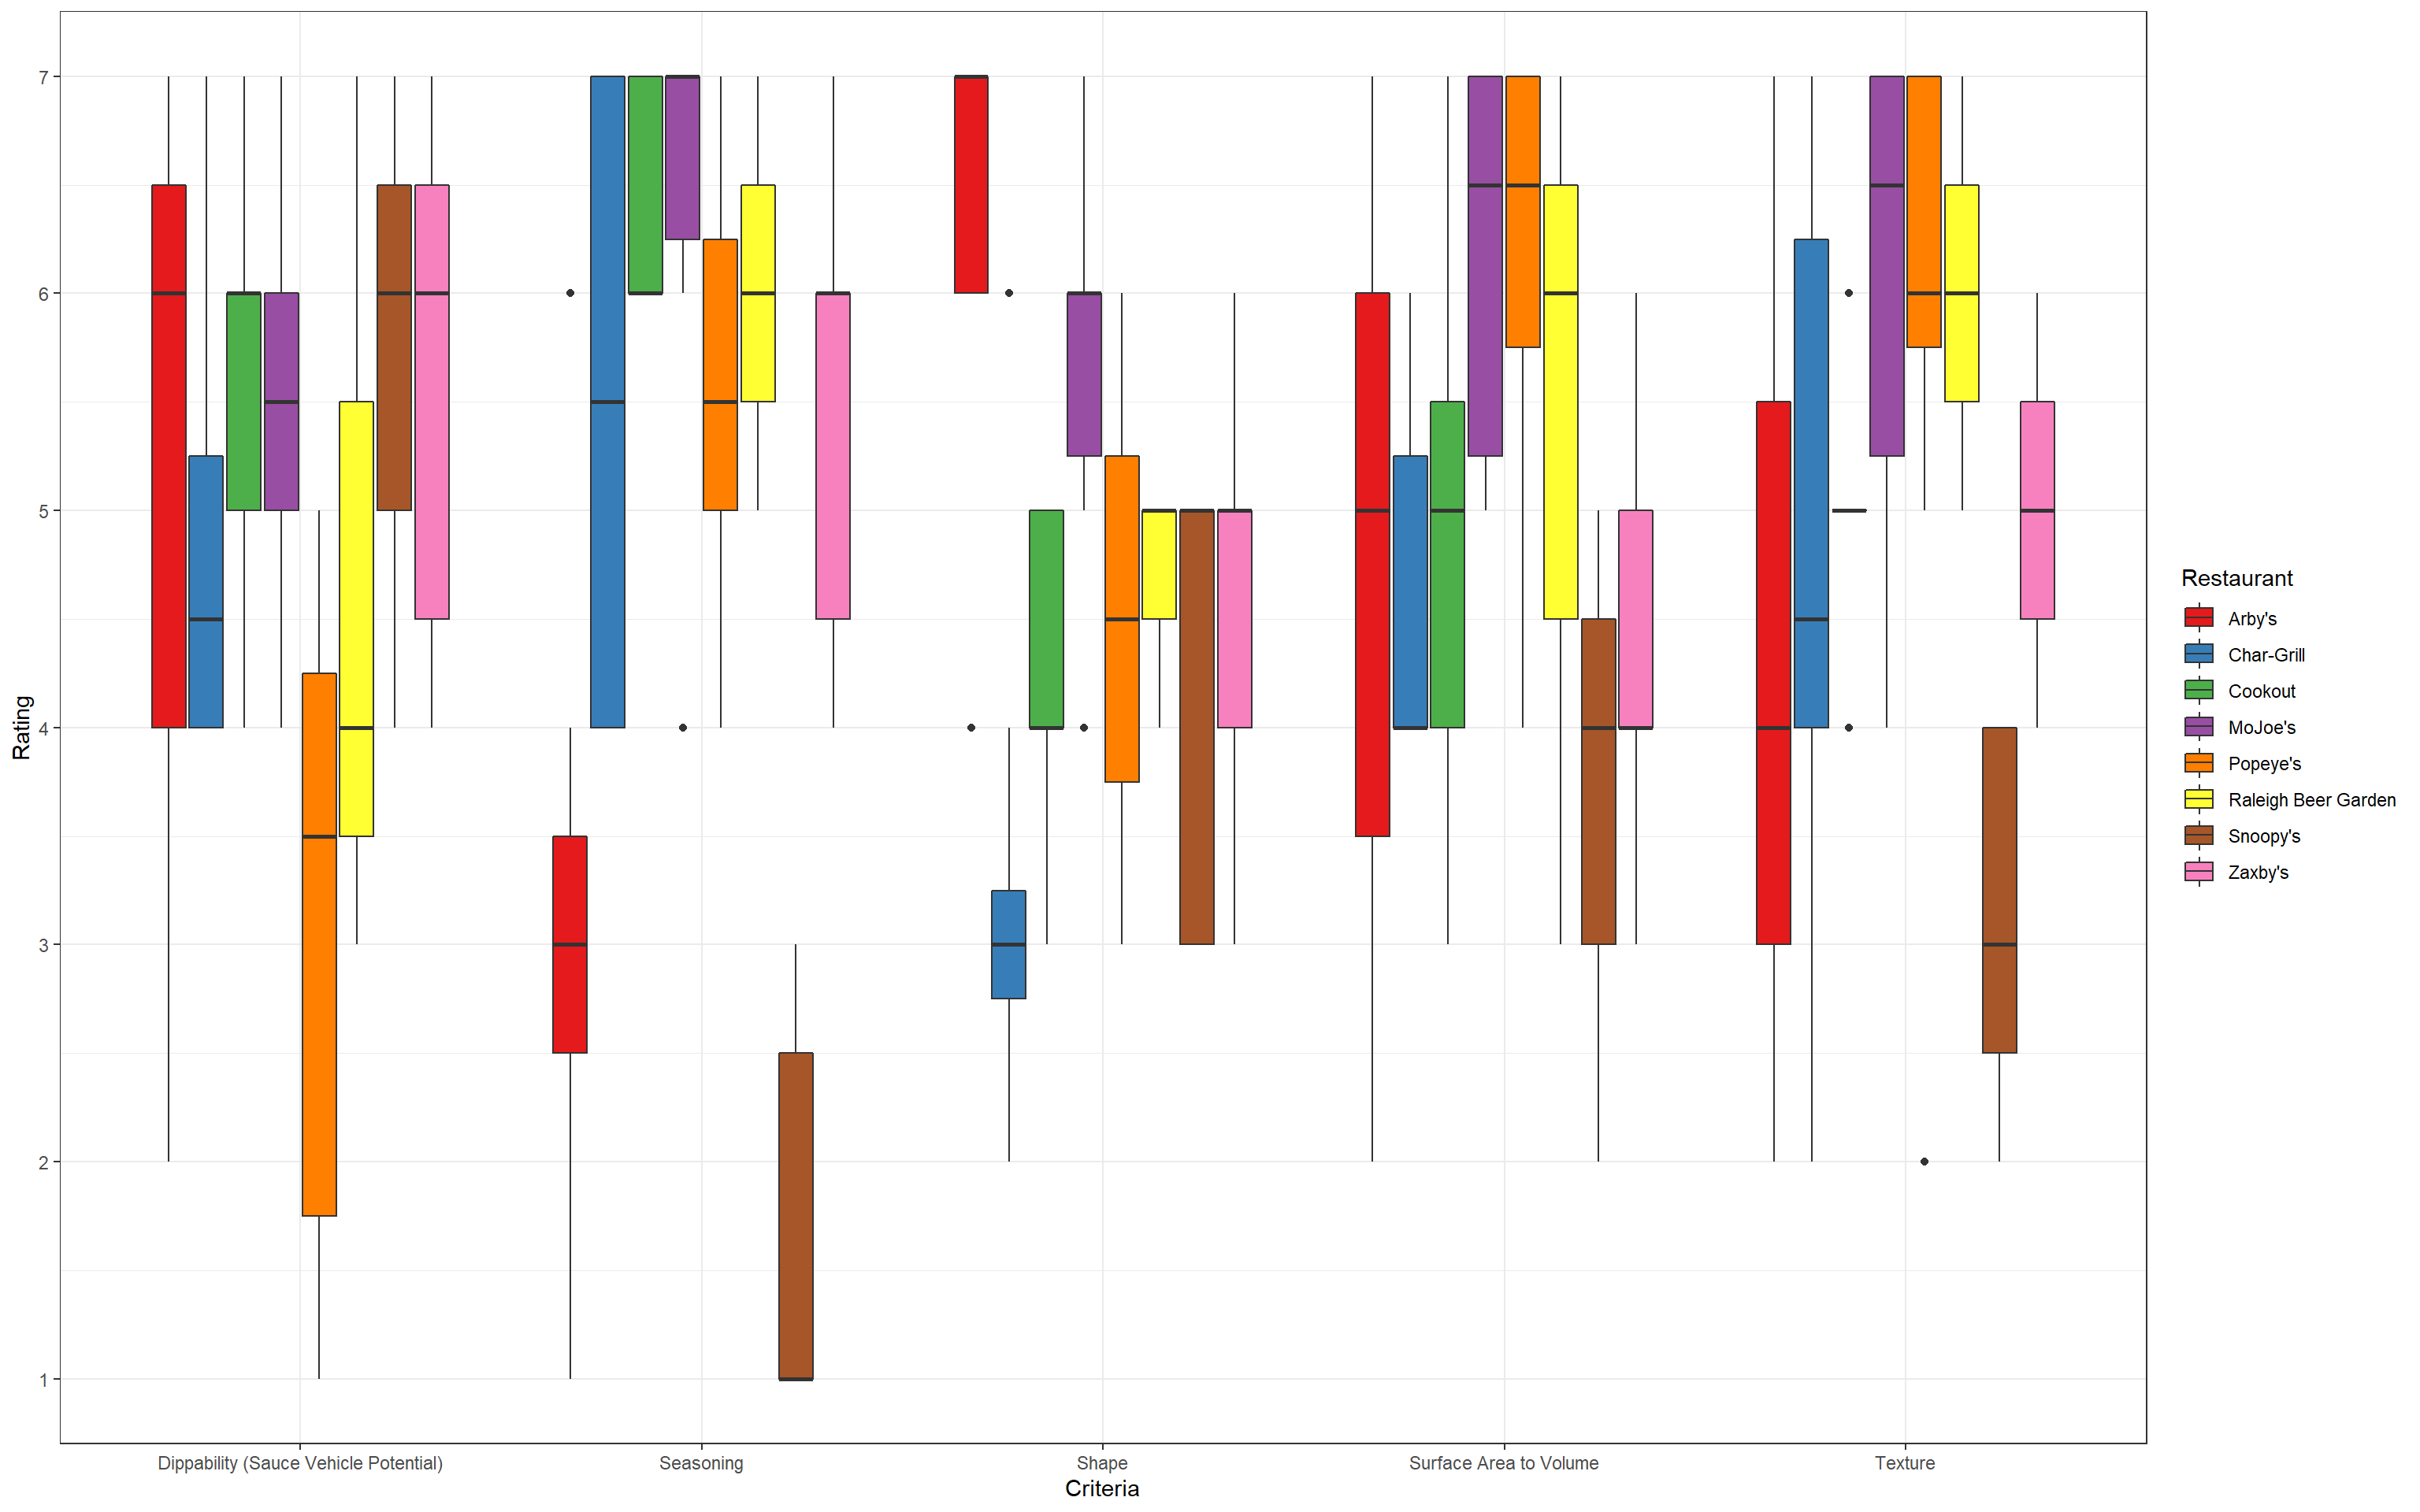 7
6
5
4
3
2
1
Rating
Dippability (Sauce Vehicle Potential)
Seasoning
Shape
Surface Area to Volume
Texture
Criteria
Restaurant
Arby's
Char-Grill
Cookout
MoJoe's
Popeye's
Raleigh Beer Garden
Snoopy's
Zaxby's